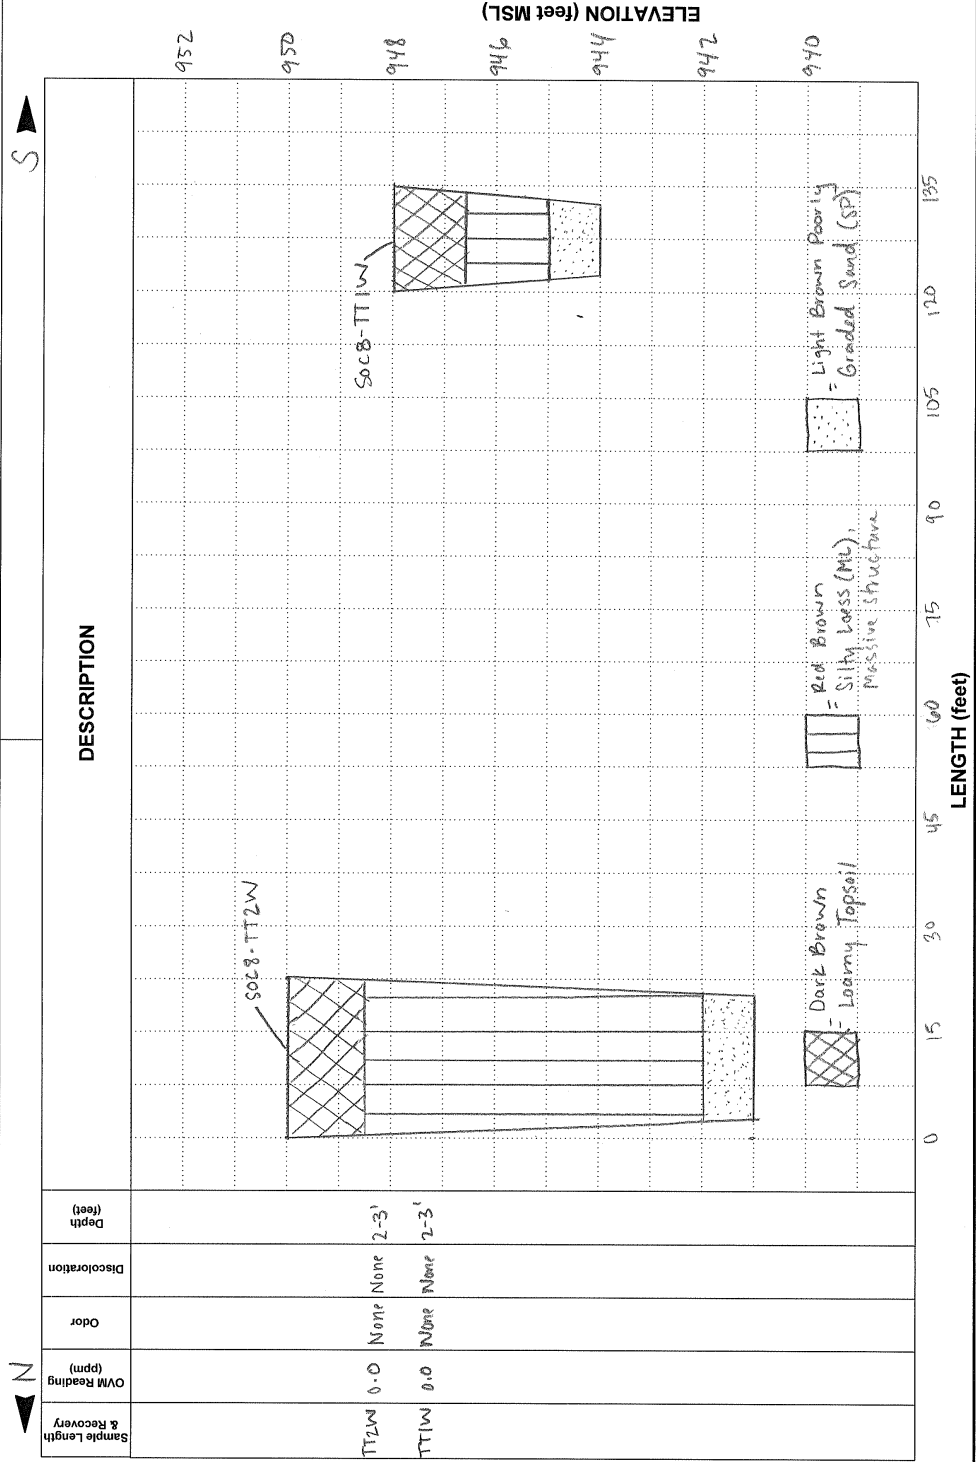 N
S
Sample Length
& Recovery
OVM Reading
(ppm)
Odor
Discoloration
Depth
(feet)
DESCRIPTION
TT2W 0.0 None None 2-3'
TT1W 0.0 None None 2-3'
SOC8-TT2W
SOC8-TT1W
952
950
948
946
944
942
940
ELEVATION (feet MSL)
= Dark Brown
Loamy Topsoil
= Red Brown
Silty Loess (ML),
Massive Structure
= Light Brown Poorly
Graded Sand (SP)
0 15 30 45 60 75 90 105 120 135
LENGTH (feet)